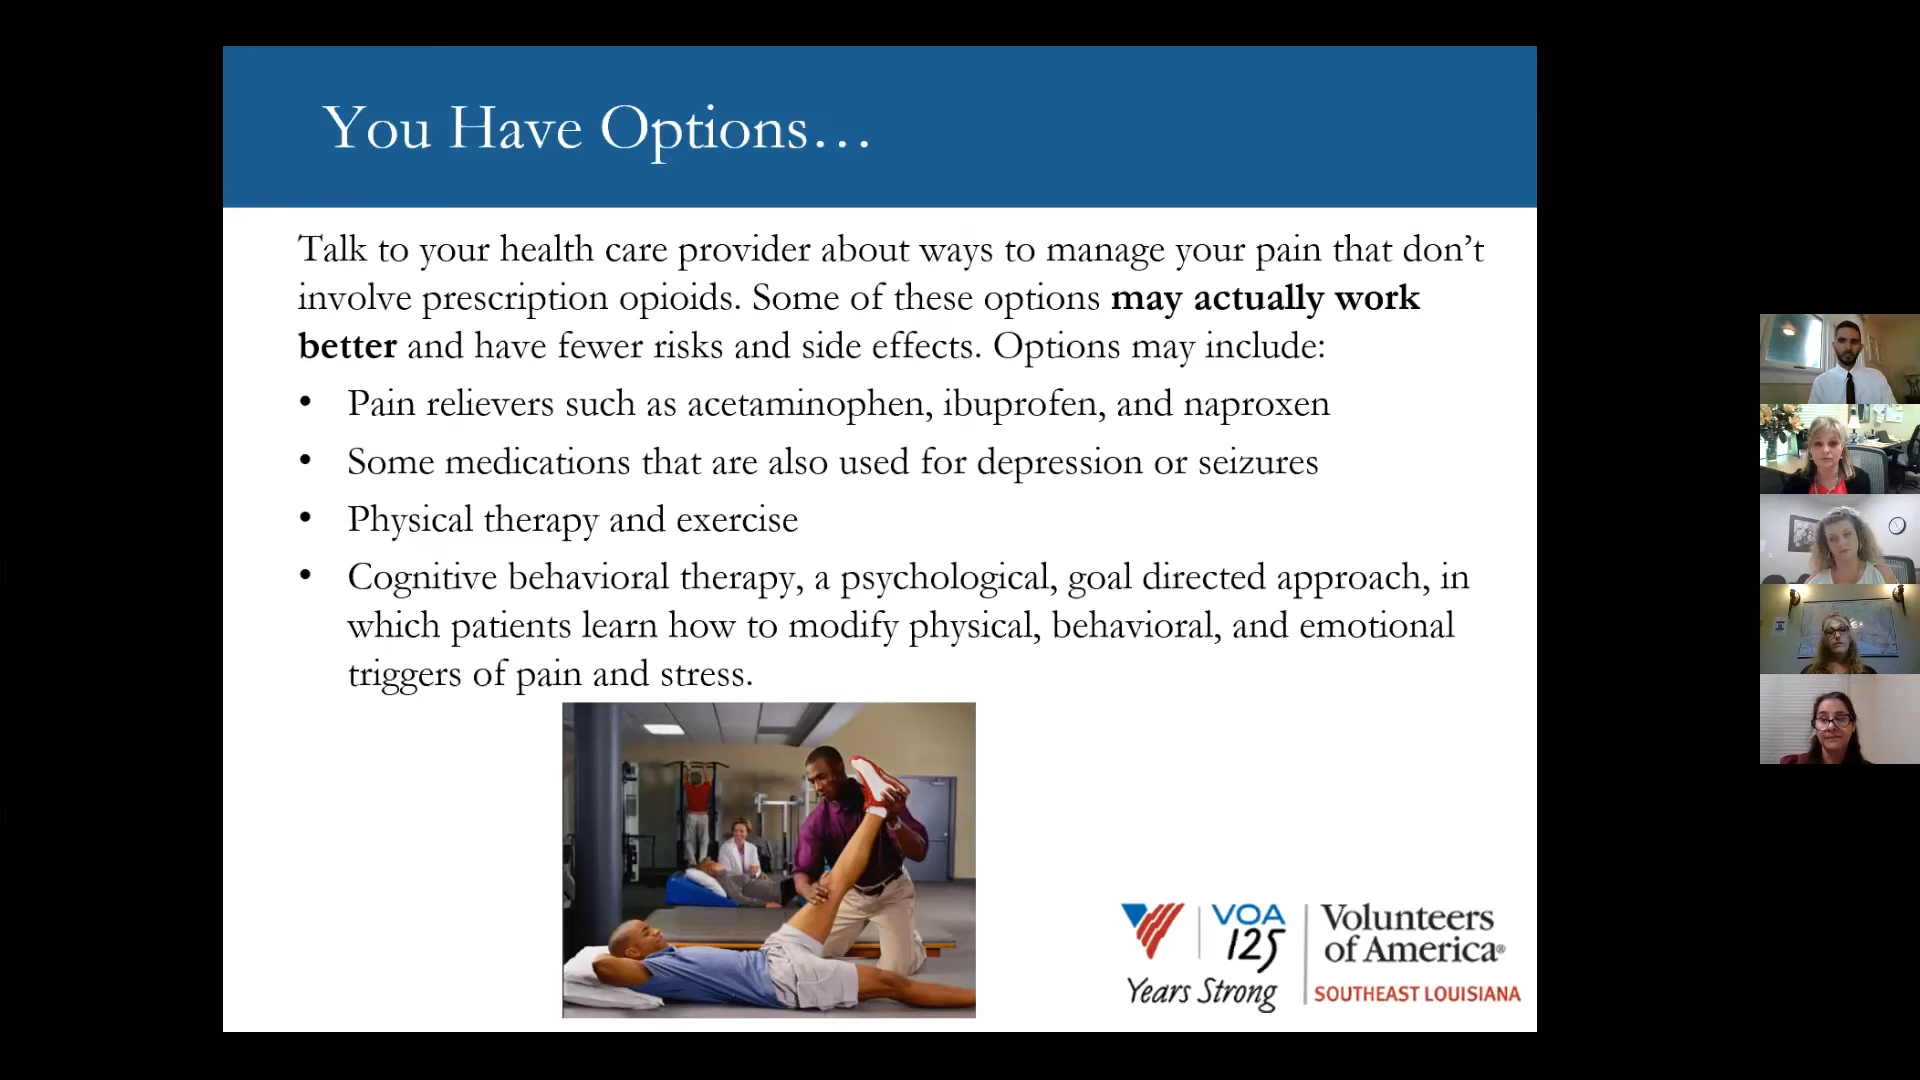 You Have Options…
Talk to your health care provider about ways to manage your pain that don’t
involve prescription opioids. Some of these options may actually work
better and have fewer risks and side effects. Options may include:
• Pain relievers such as acetaminophen, ibuprofen, and naproxen
• Some medications that are also used for depression or seizures
• Physical therapy and exercise
• Cognitive behavioral therapy, a psychological, goal directed approach, in
which patients learn how to modify physical, behavioral, and emotional
triggers of pain and stress.
VOA
125
Years Strong
Volunteers
of America®
SOUTHEAST LOUISIANA